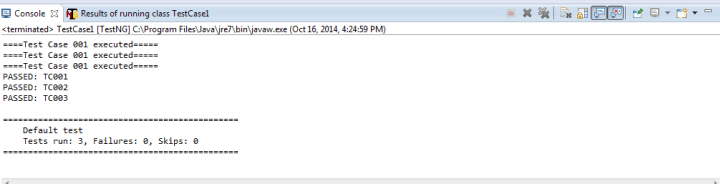 Console Results of running class TestCase1
<terminated> TestCase1 [TestNG] C:\Program Files\Java\jre7\bin\javaw.exe (Oct 16, 2014, 4:24:59 PM)
====Test Case 001 executed=====
====Test Case 001 executed=====
====Test Case 001 executed=====
PASSED: TC001
PASSED: TC002
PASSED: TC003
===============================================
Default test
Tests run: 3, Failures: 0, Skips: 0
===============================================